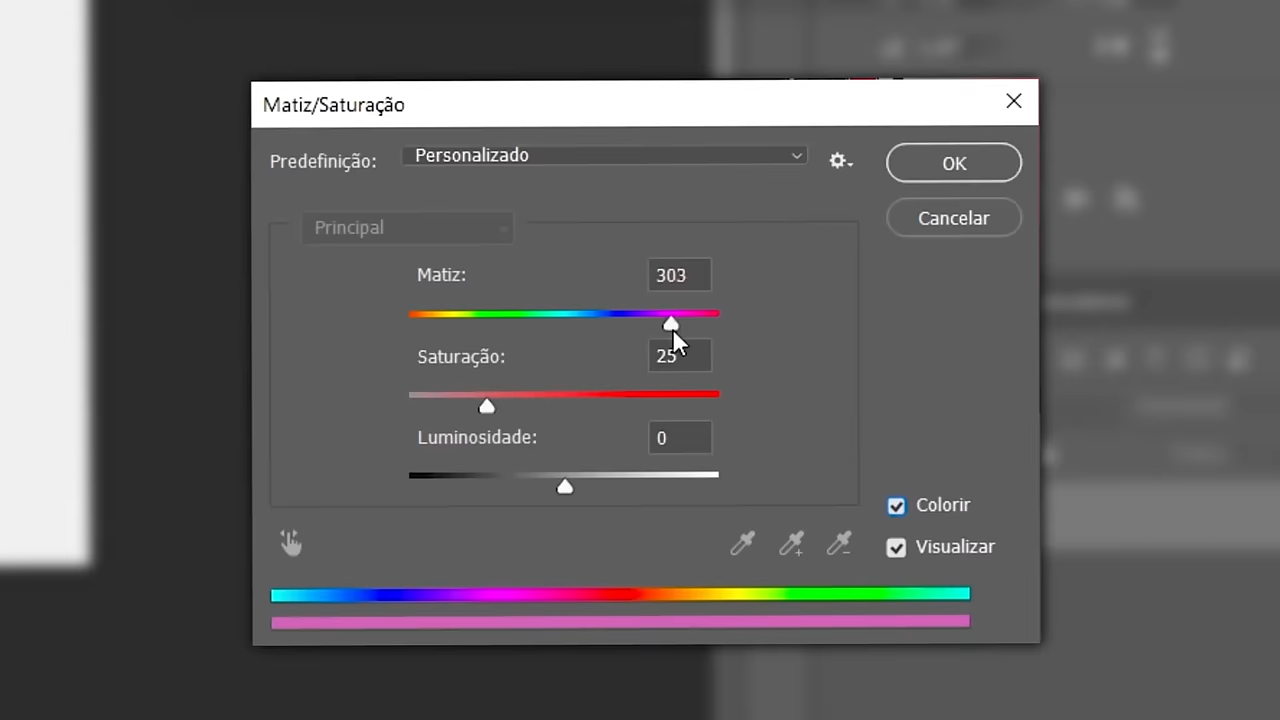 Matiz/Saturação
Predefinição:
Personalizado
OK
Cancelar
Principal
Matiz:
303
Saturação:
25
Luminosidade:
0
Colorir
Visualizar